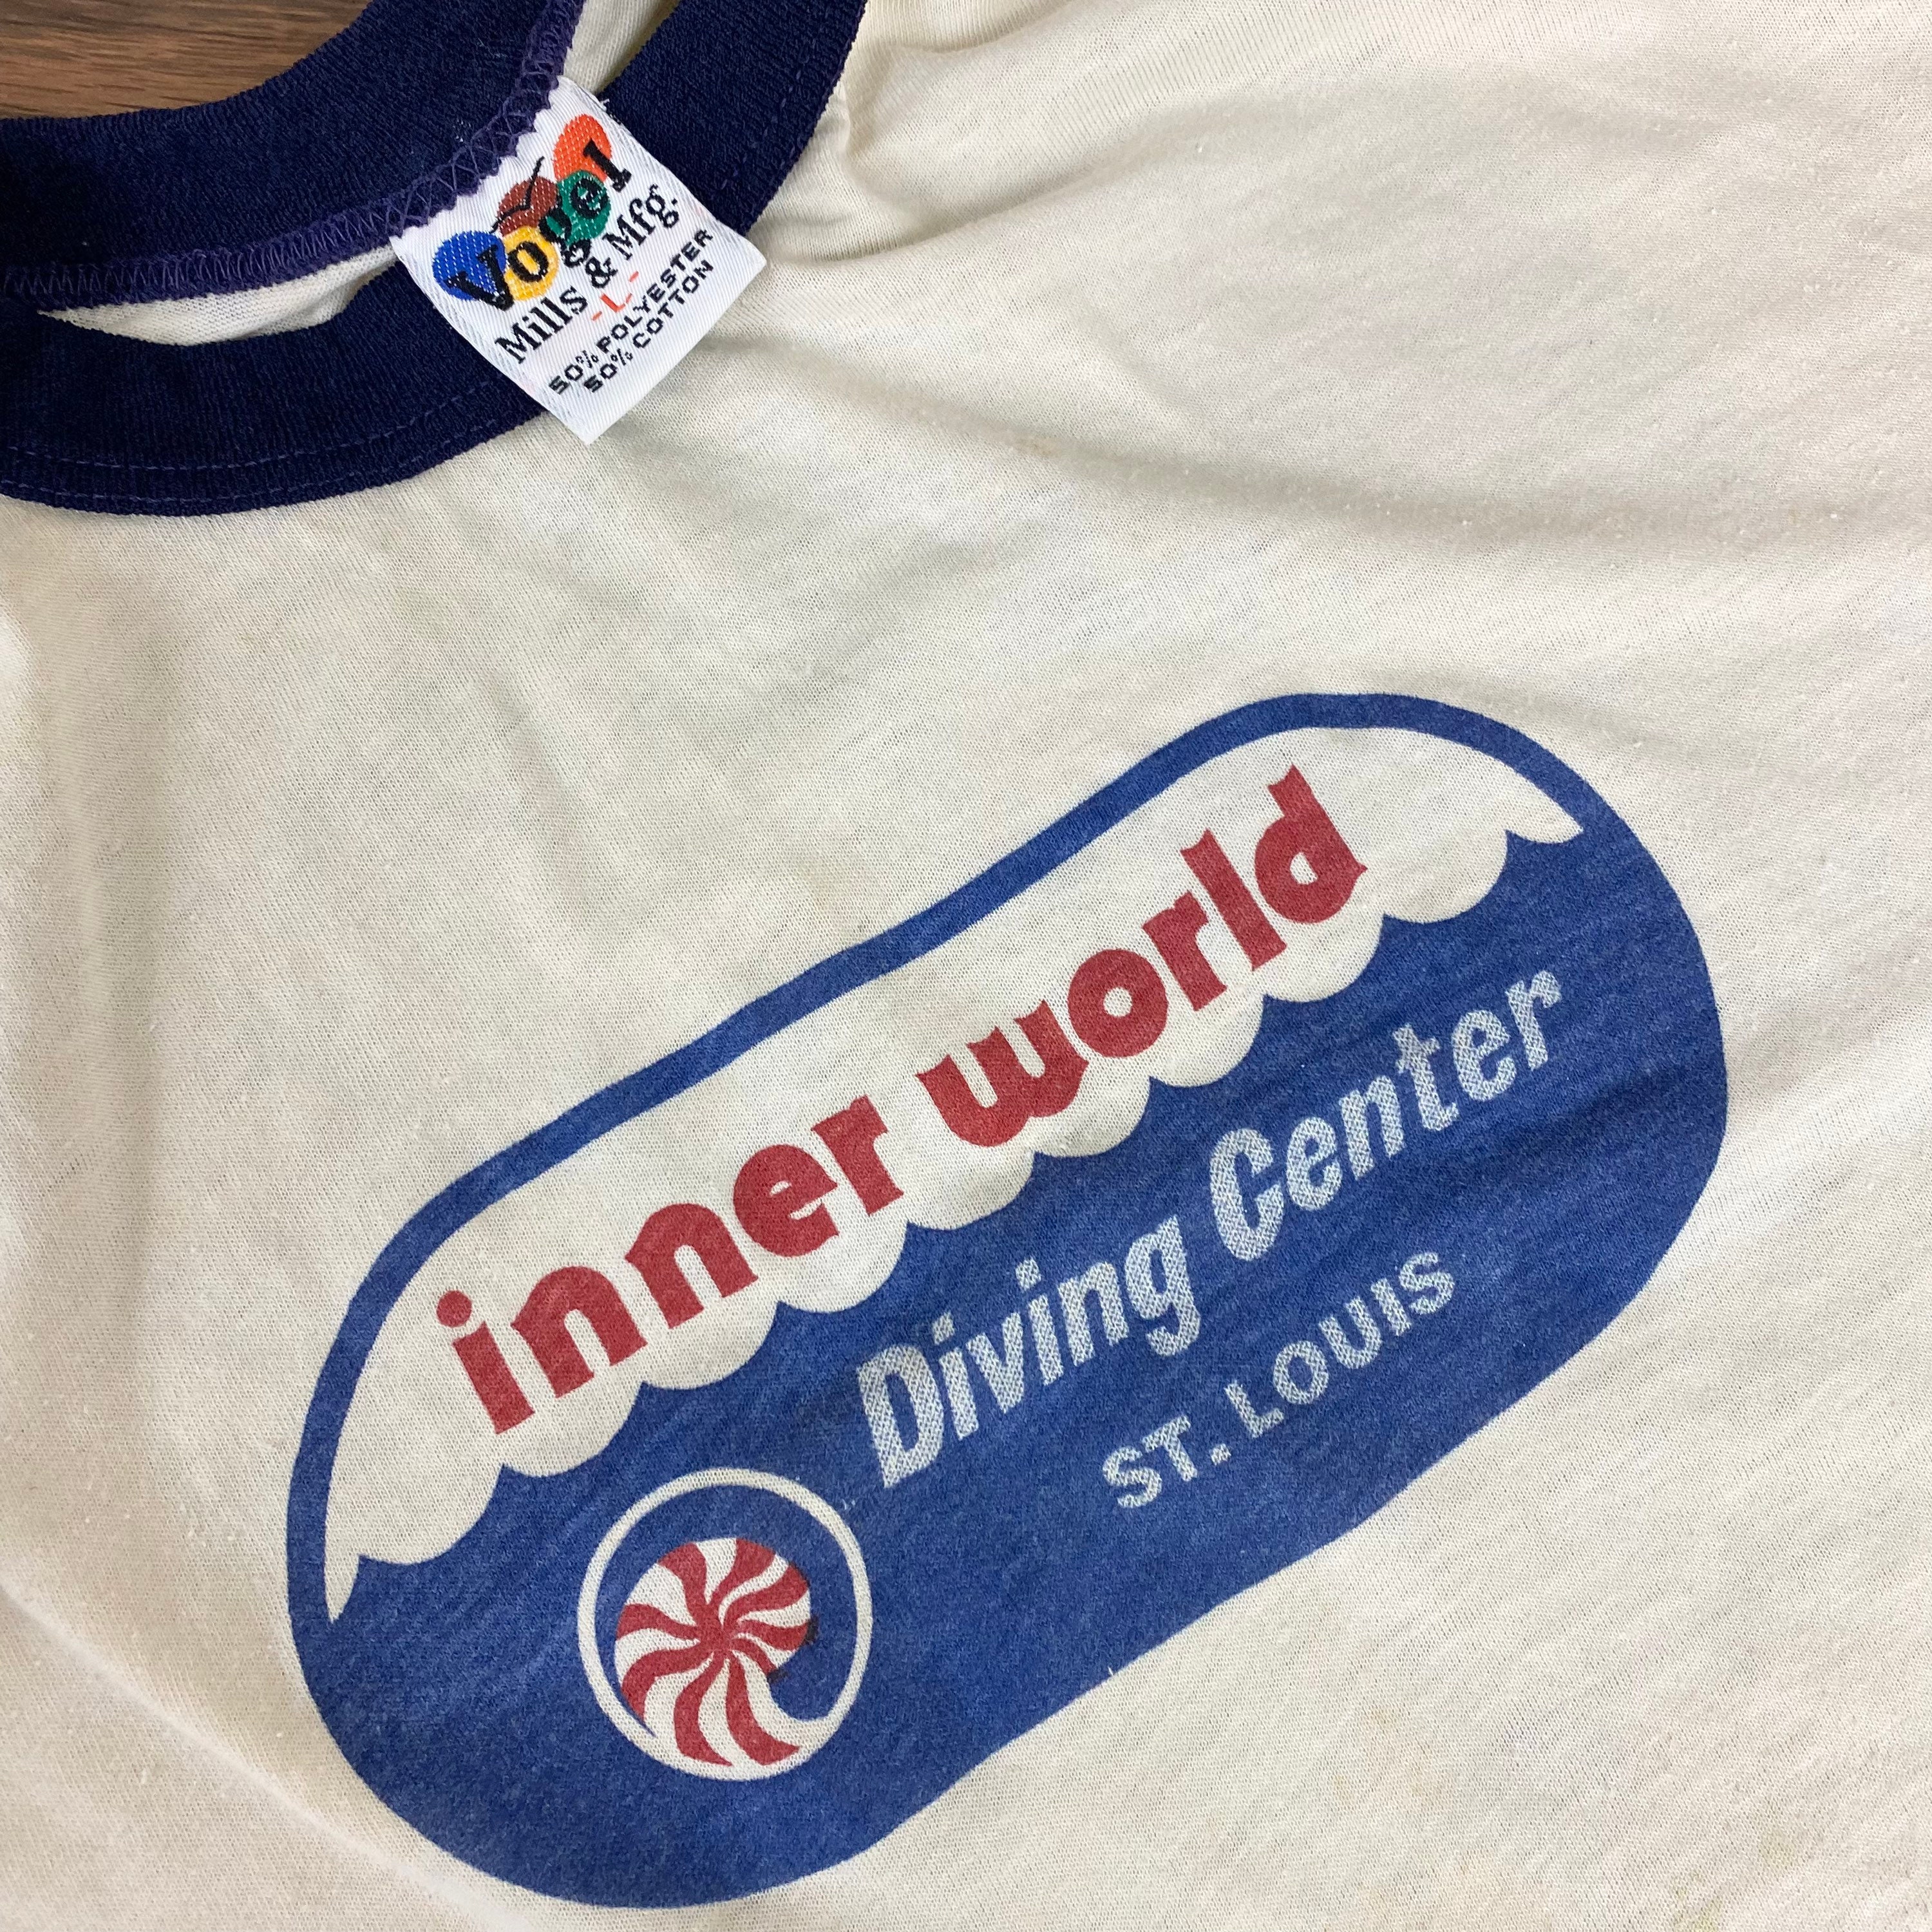 Vogel
Mills & Mfg.
-L-
50% POLYESTER
50% COTTON
inner world
Diving Center
ST. LOUIS